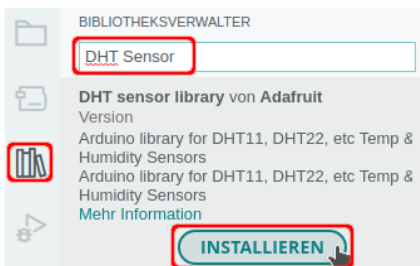 BIBLIOTHEKSVERWALTER
DHT Sensor
DHT sensor library von Adafruit
Version
Arduino library for DHT11, DHT22, etc Temp &
Humidity Sensors
Arduino library for DHT11, DHT22, etc Temp &
Humidity Sensors
Mehr Information
INSTALLIEREN